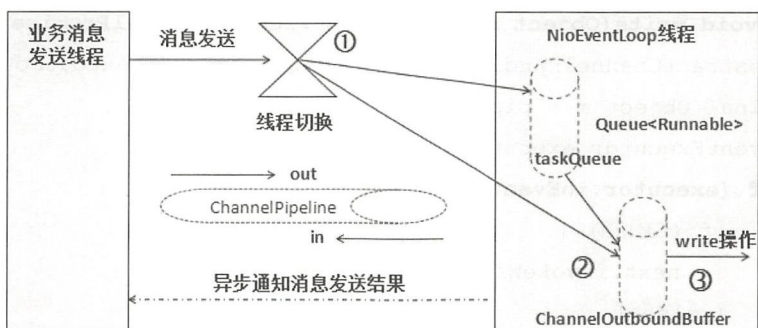 业务消息
发送线程
消息发送
①
线程切换
out
ChannelPipeline
in
异步通知消息发送结果
NioEventLoop线程
Queue<Runnable>
taskQueue
②
write操作
③
ChannelOutboundBuffer